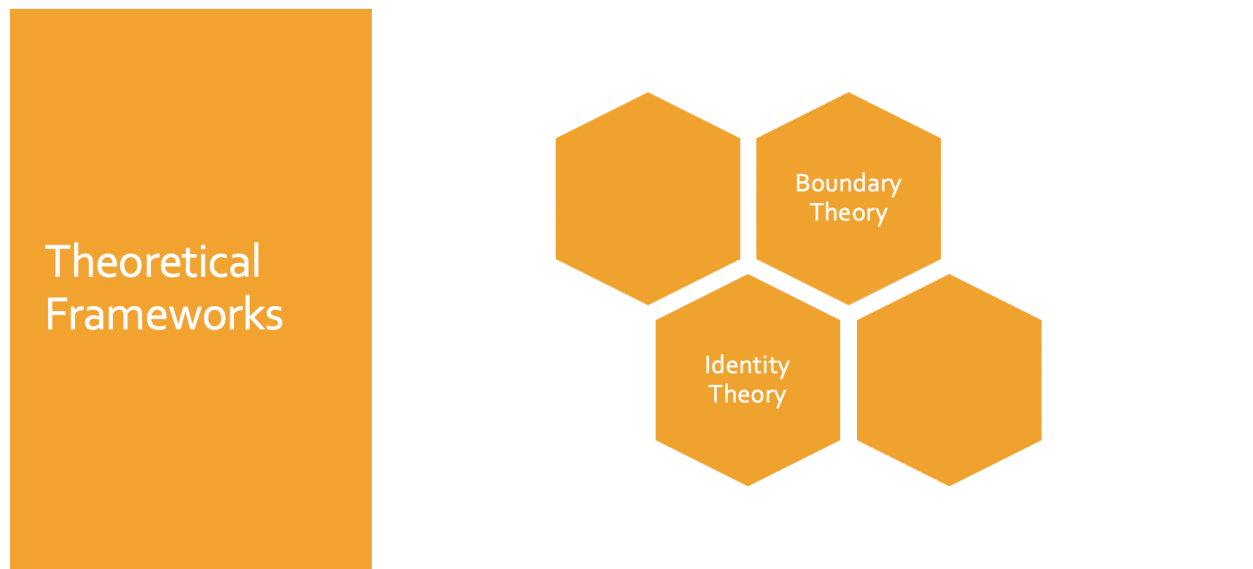 Theoretical
Frameworks
Boundary
Theory
Identity
Theory